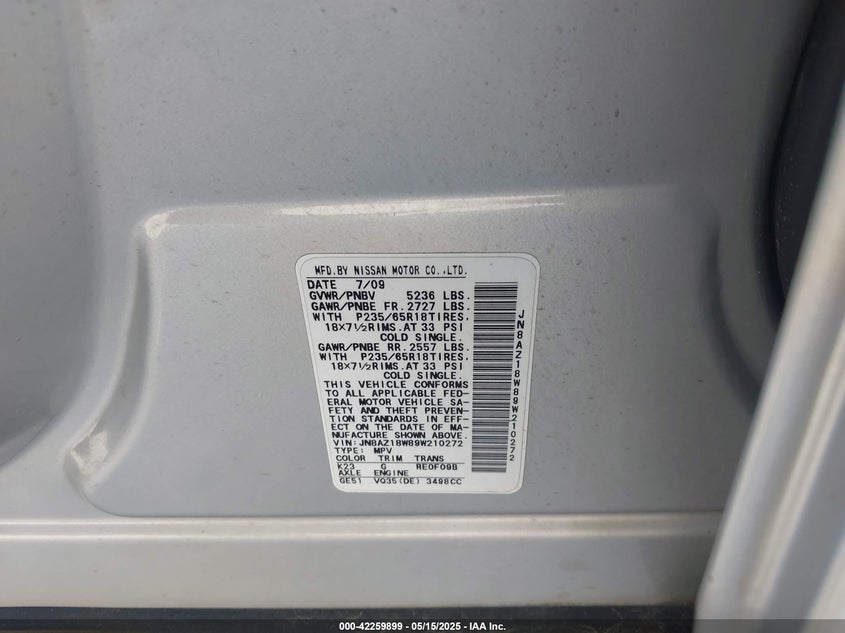 MFD.BY NISSAN MOTOR CO.,LTD.
DATE 7/09
GVWR/PNBV 5236 LBS.
GAWR/PNBE FR. 2727 LBS.
WITH P235/65R18TIRES,
18×7½RIMS.AT 33 PSI
COLD SINGLE.
GAWR/PNBE RR. 2557 LBS.
WITH P235/65R18TIRES,
18×7½RIMS.AT 33 PSI
COLD SINGLE.
THIS VEHICLE CONFORMS
TO ALL APPLICABLE FED-
ERAL MOTOR VEHICLE SA-
FETY AND THEFT PREVEN-
TION STANDARDS IN EFF-
ECT ON THE DATE OF MA-
NUFACTURE SHOWN ABOVE.
VIN: JN8AZ18W89W210272
TYPE: MPV
COLOR TRIM TRANS
K23 G RE0F09B
AXLE ENGINE
GE51 VQ35(DE) 3498CC
JN8AZ18W89W210272
000-42259899 - 05/15/2025 - IAA Inc.